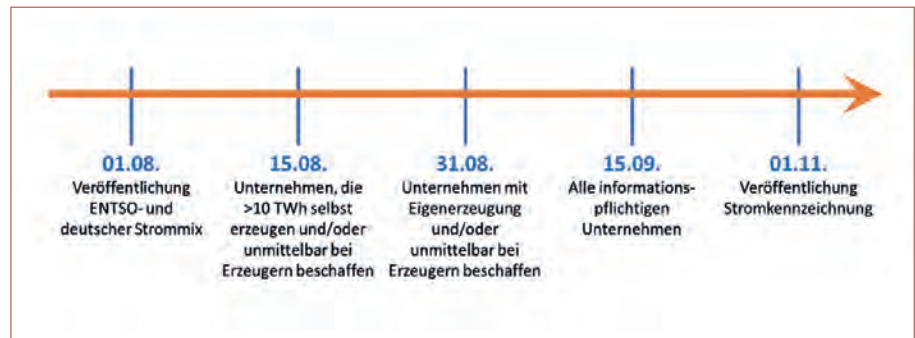 01.08.
Veröffentlichung
ENTSO- und
deutscher Strommix
15.08.
Unternehmen, die
>10 TWh selbst
erzeugen und/oder
unmittelbar bei
Erzeugern beschaffen
31.08.
Unternehmen mit
Eigenerzeugung
und/oder
unmittelbar bei
Erzeugern beschaffen
15.09.
Alle informations-
pflichtigen
Unternehmen
01.11.
Veröffentlichung
Stromkennzeichnung